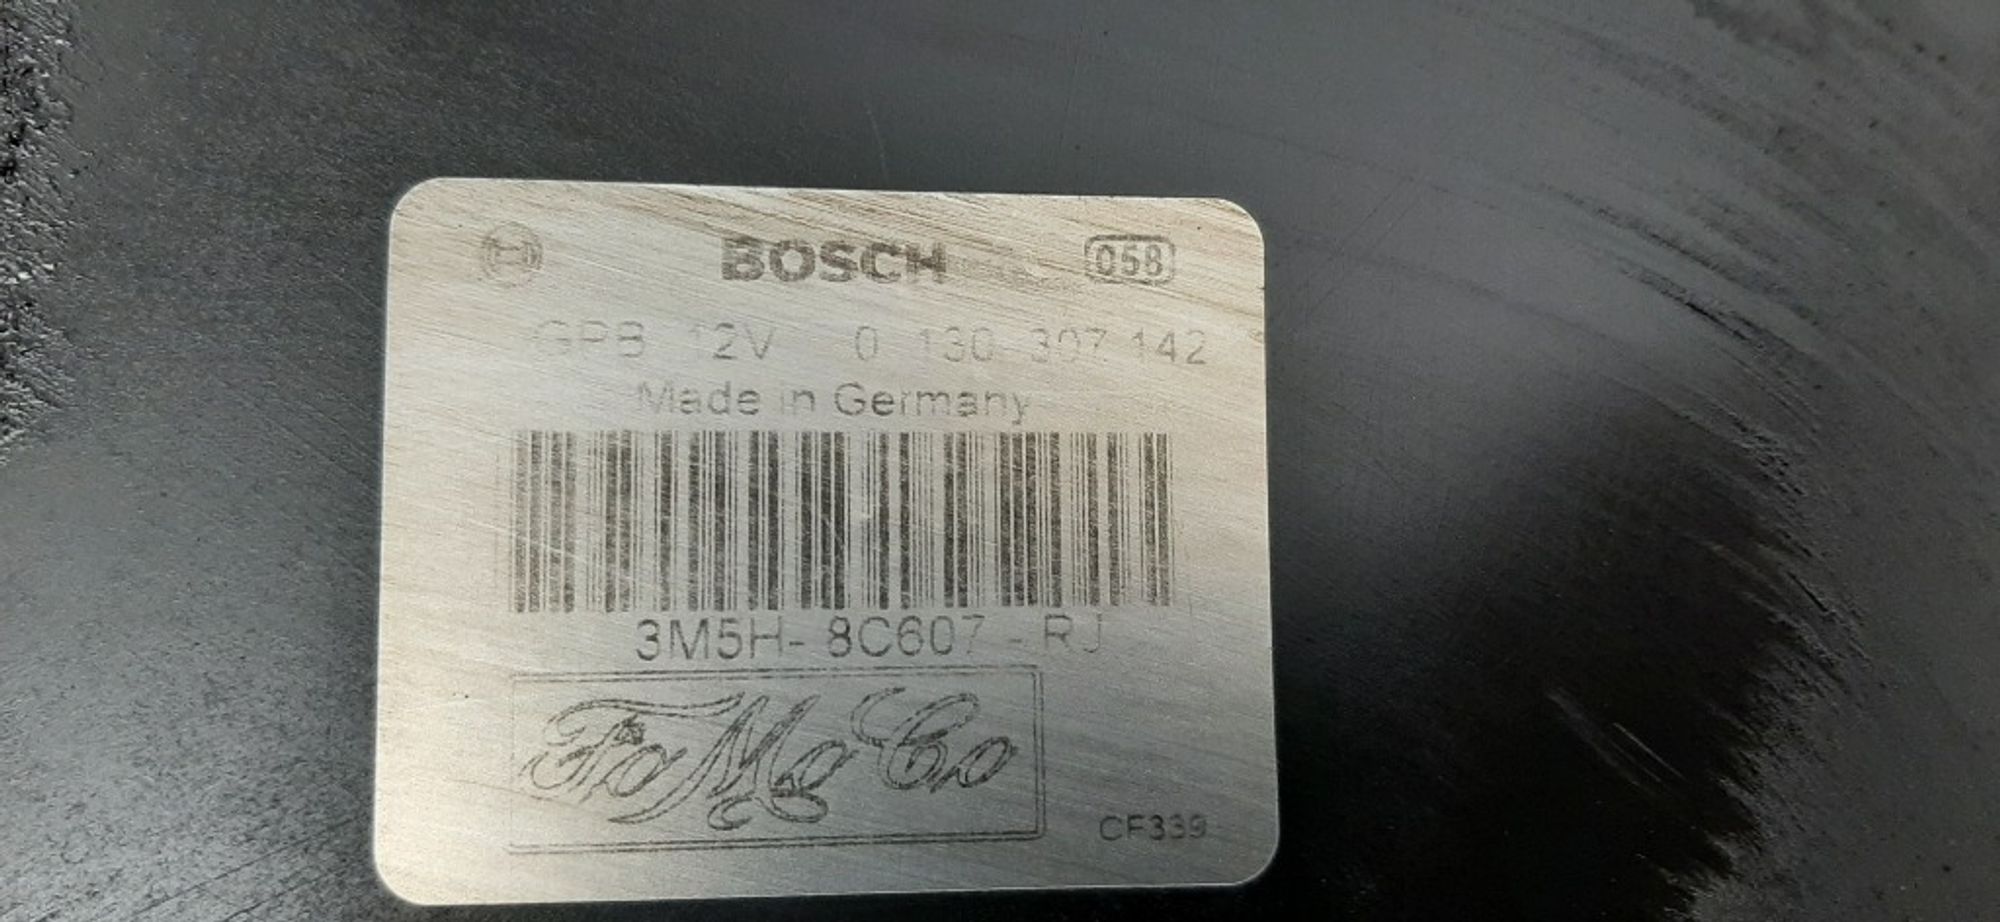 BOSCH 058
GPB 12V 0 130 307 142
Made in Germany
3M5H-8C607-RJ
FoMoCo
CF339